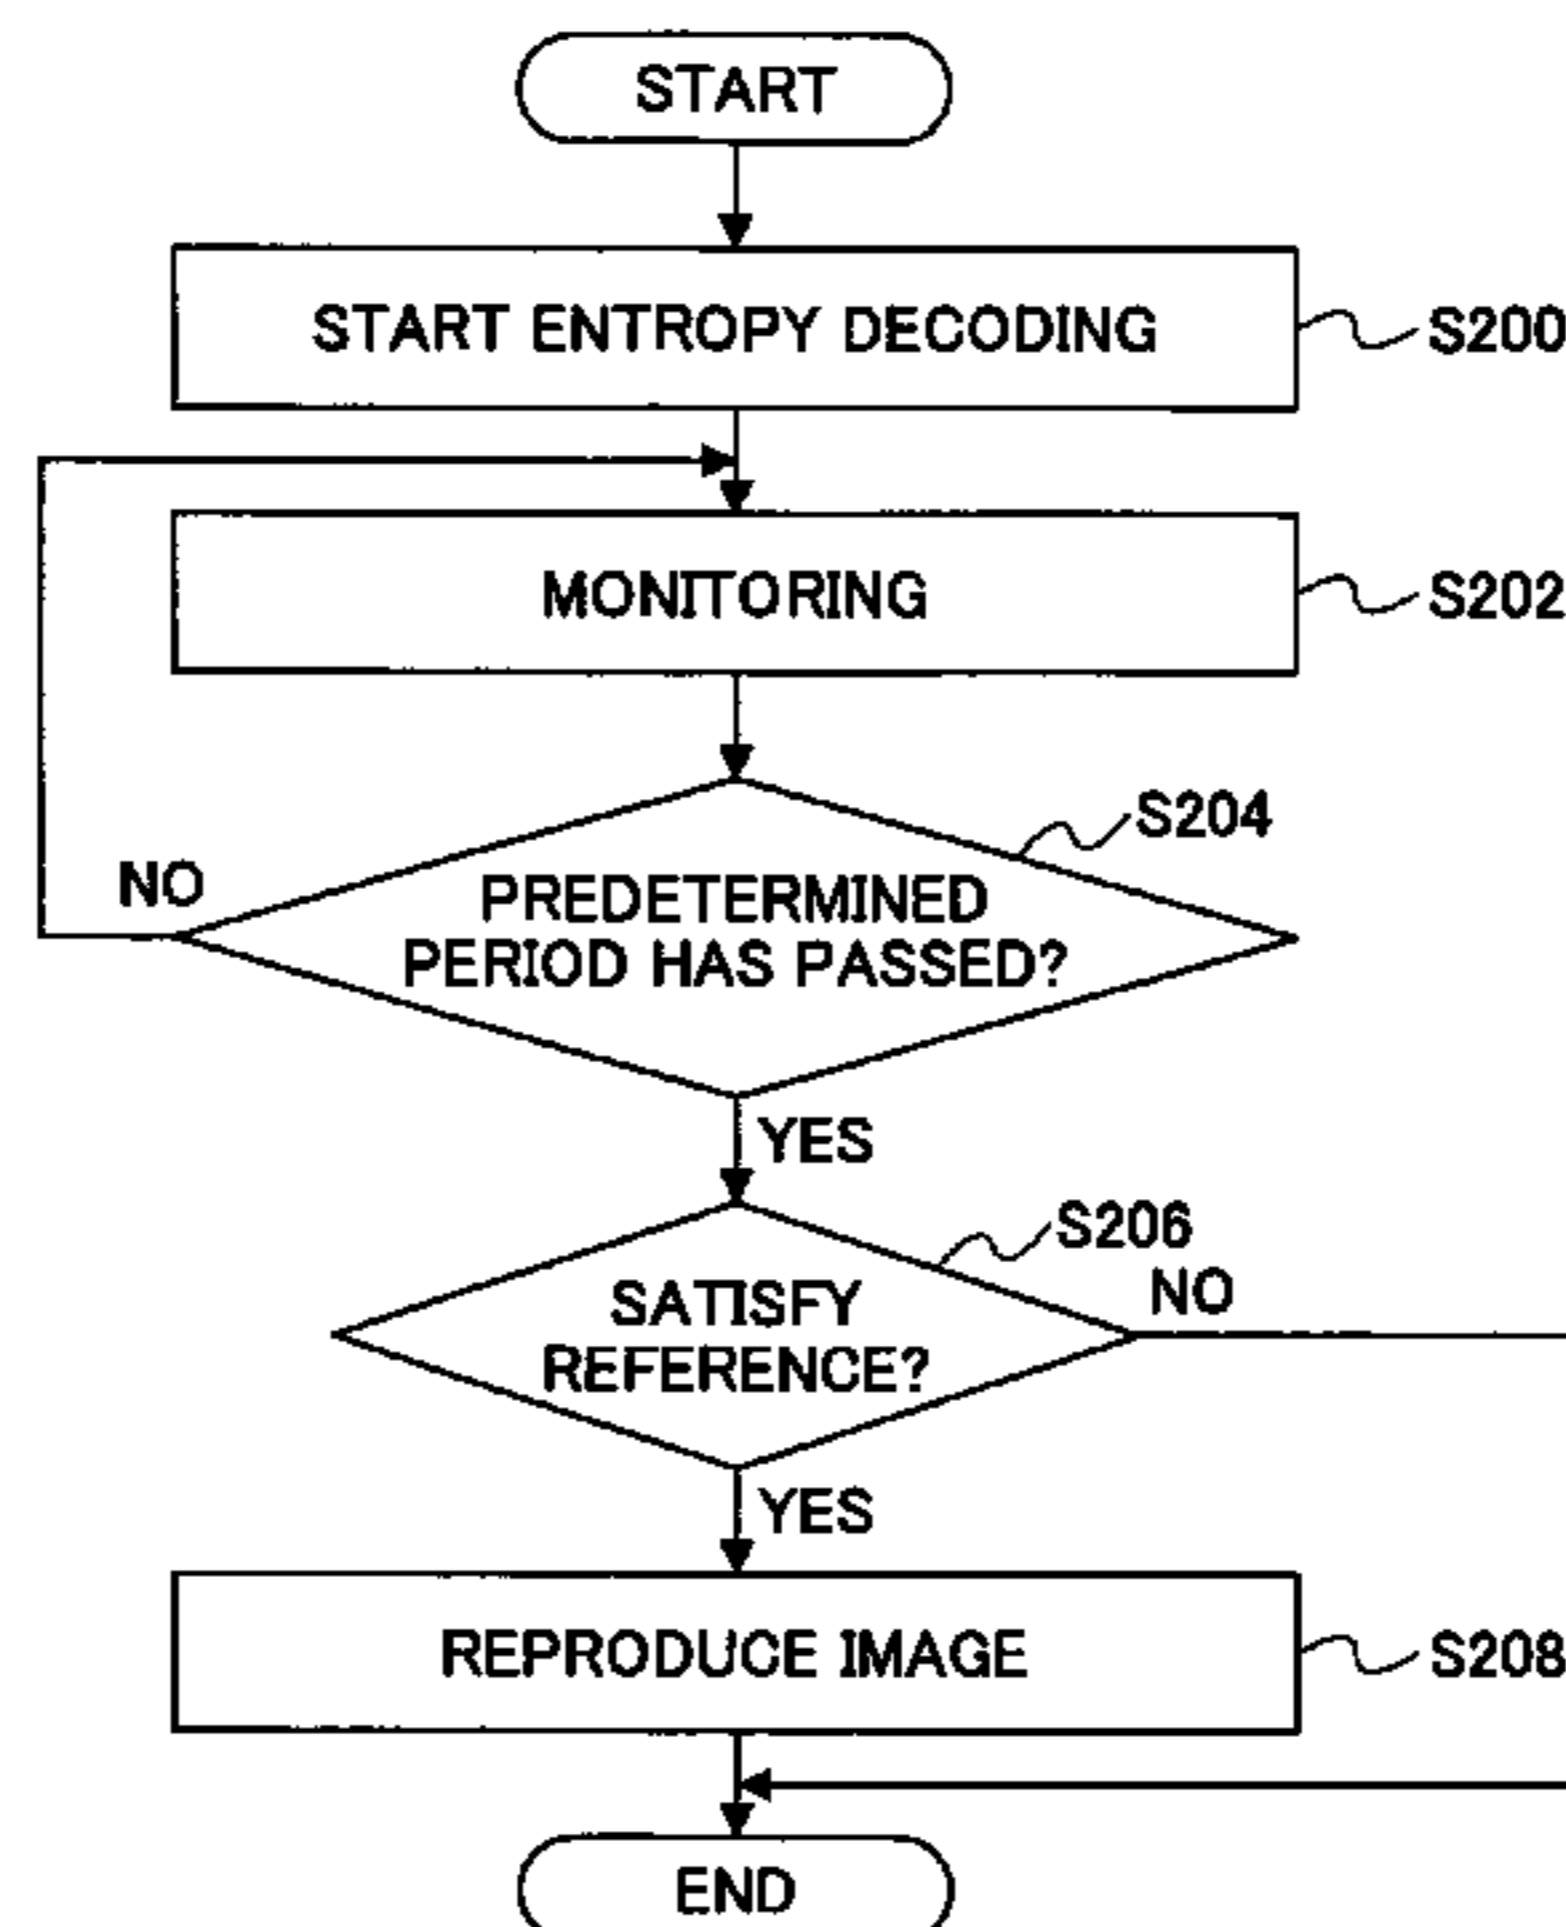 START
START ENTROPY DECODING
S200
MONITORING
S202
S204
NO
PREDETERMINED
PERIOD HAS PASSED?
YES
S206
NO
SATISFY
REFERENCE?
YES
REPRODUCE IMAGE
S208
END